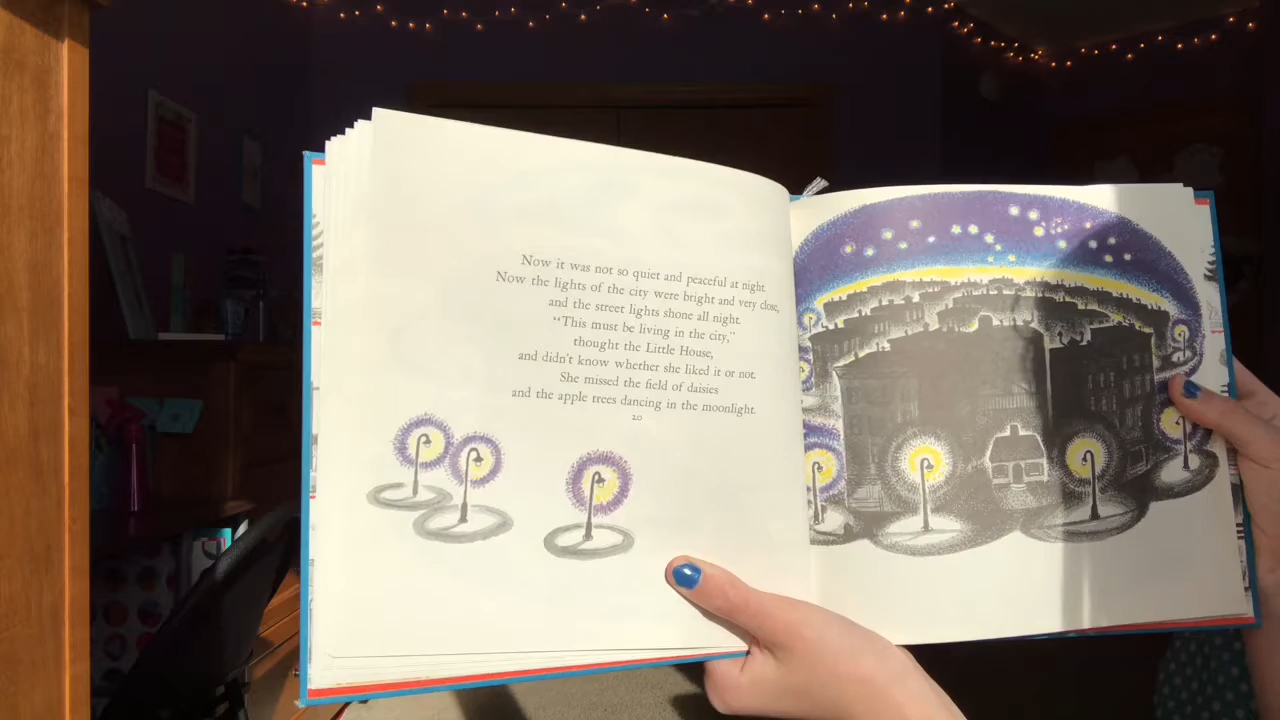 Now it was not so quiet and peaceful at night.
Now the lights of the city were bright and very close,
and the street lights shone all night.
“This must be living in the city,”
thought the Little House,
and didn't know whether she liked it or not.
She missed the field of daisies
and the apple trees dancing in the moonlight.
20